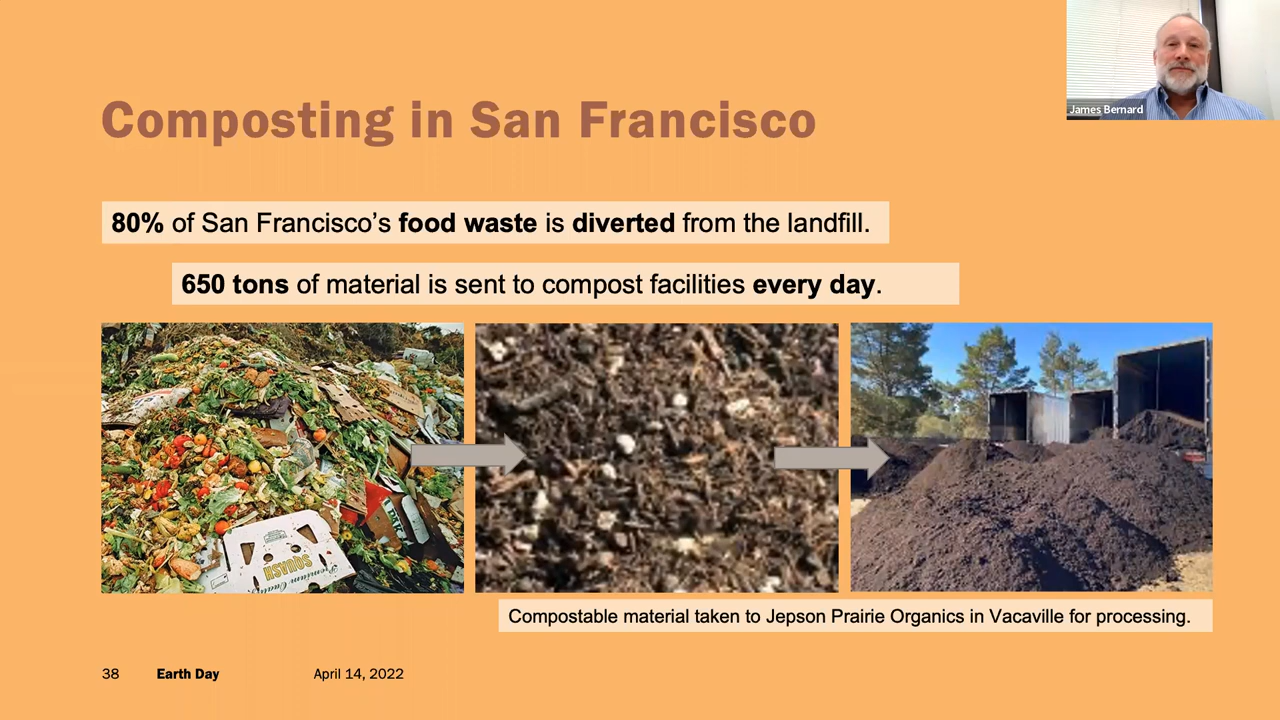 James Bernard
Composting in San Francisco
80% of San Francisco’s food waste is diverted from the landfill.
650 tons of material is sent to compost facilities every day.
SQUASH
Compostable material taken to Jepson Prairie Organics in Vacaville for processing.
38 Earth Day April 14, 2022